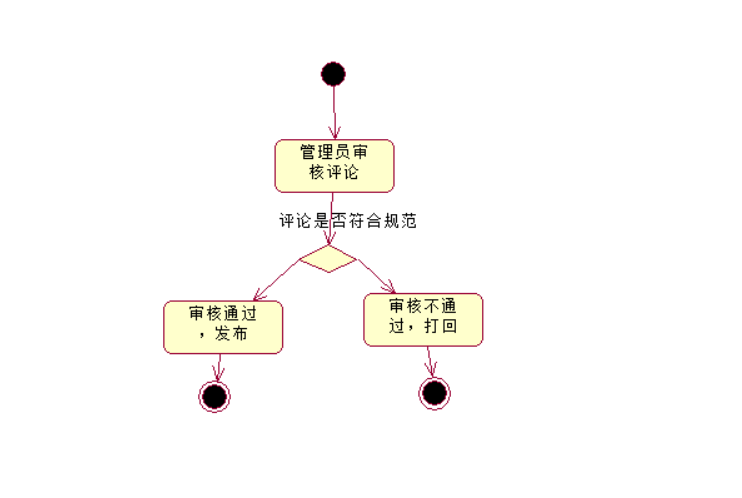 管理员审
核评论
评论是否符合规范
审核通过
，发布
审核不通
过，打回